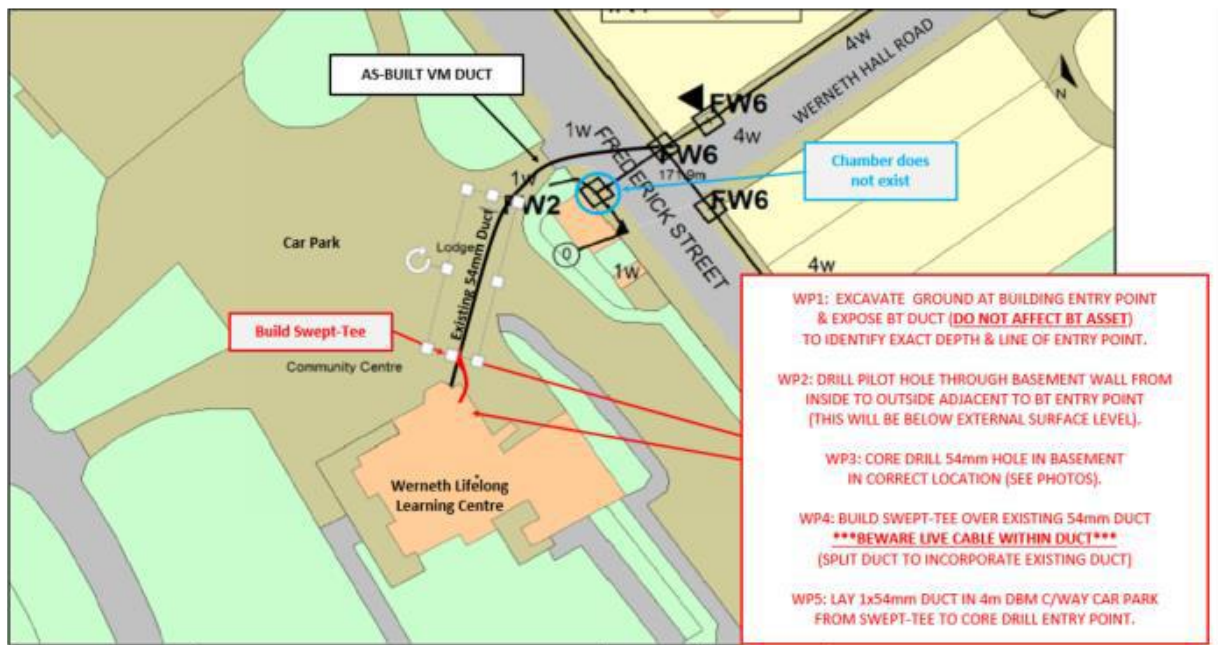 AS-BUILT VM DUCT
4w
WERNETH HALL ROAD
N
FW6
1w
4w
FREDERICK STREET
FW6
171.9m
Chamber does
not exist
1w
FW2
FW6
Car Park
Lodge
Existing 54mm Duct
0
1w
4w
Build Swept-Tee
Community Centre
Werneth Lifelong
Learning Centre
WP1: EXCAVATE GROUND AT BUILDING ENTRY POINT
& EXPOSE BT DUCT (DO NOT AFFECT BT ASSET)
TO IDENTIFY EXACT DEPTH & LINE OF ENTRY POINT.
WP2: DRILL PILOT HOLE THROUGH BASEMENT WALL FROM
INSIDE TO OUTSIDE ADJACENT TO BT ENTRY POINT
(THIS WILL BE BELOW EXTERNAL SURFACE LEVEL).
WP3: CORE DRILL 54mm HOLE IN BASEMENT
IN CORRECT LOCATION (SEE PHOTOS).
WP4: BUILD SWEPT-TEE OVER EXISTING 54mm DUCT
***BEWARE LIVE CABLE WITHIN DUCT***
(SPLIT DUCT TO INCORPORATE EXISTING DUCT)
WP5: LAY 1x54mm DUCT IN 4m DBM C/WAY CAR PARK
FROM SWEPT-TEE TO CORE DRILL ENTRY POINT.